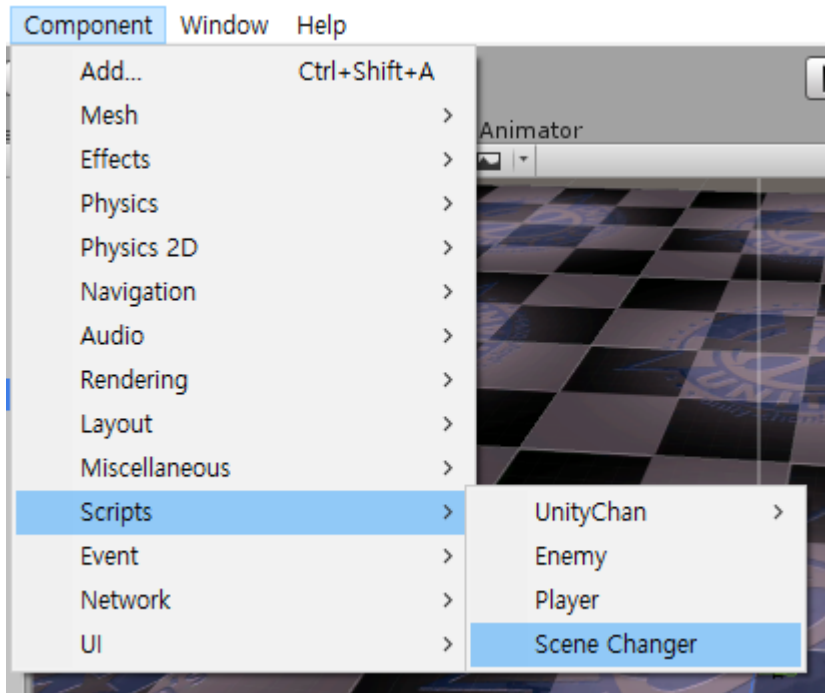 Component Window Help
Add... Ctrl+Shift+A
Mesh
Animator
Effects
Physics
Physics 2D
Navigation
Audio
Rendering
Layout
Miscellaneous
Scripts
UnityChan
Event
Enemy
Network
Player
UI
Scene Changer